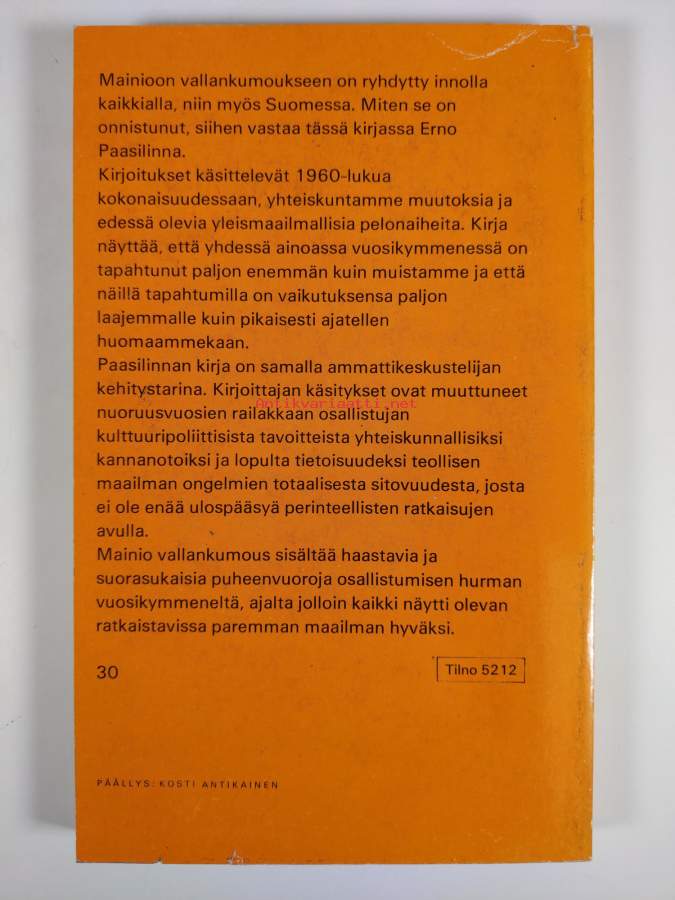 Mainioon vallankumoukseen on ryhdytty innolla
kaikkialla, niin myös Suomessa. Miten se on
onnistunut, siihen vastaa tässä kirjassa Erno
Paasilinna.
Kirjoitukset käsittelevät 1960-lukua
kokonaisuudessaan, yhteiskuntamme muutoksia ja
edessä olevia yleismaailmallisia pelonaiheita. Kirja
näyttää, että yhdessä ainoassa vuosikymmenessä on
tapahtunut paljon enemmän kuin muistamme ja että
näillä tapahtumilla on vaikutuksensa paljon
laajemmalle kuin pikaisesti ajatellen
huomaammekaan.
Paasilinnan kirja on samalla ammattikeskustelijan
kehitystarina. Kirjoittajan käsitykset ovat muuttuneet
Antikvariaatti.net
nuoruusvuosien railakkaan osallistujan
kulttuuripoliittisista tavoitteista yhteiskunnallisiksi
kannanotoiksi ja lopulta tietoisuudeksi teollisen
maailman ongelmien totaalisesta sitovuudesta, josta
ei ole enää ulospääsyä perinteellisten ratkaisujen
avulla.
Mainio vallankumous sisältää haastavia ja
suorasukaisia puheenvuoroja osallistumisen hurman
vuosikymmeneltä, ajalta jolloin kaikki näytti olevan
ratkaistavissa paremman maailman hyväksi.
30
Tilno 5212
PÄÄLLYS: KOSTI ANTIKAINEN